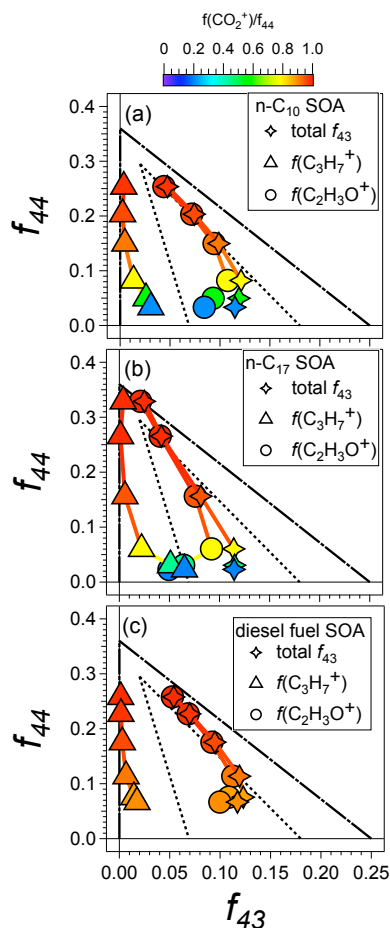 f(CO₂⁺)/f₄₄
0.0 0.2 0.4 0.6 0.8 1.0
(a)
n-C₁₀ SOA
total f₄₃
f(C₃H₇⁺)
f(C₂H₃O⁺)
0.4
0.3
0.2
0.1
0.0
f₄₄
(b)
n-C₁₇ SOA
total f₄₃
f(C₃H₇⁺)
f(C₂H₃O⁺)
0.4
0.3
0.2
0.1
0.0
f₄₄
(c)
diesel fuel SOA
total f₄₃
f(C₃H₇⁺)
f(C₂H₃O⁺)
0.4
0.3
0.2
0.1
0.0
f₄₄
0.00 0.05 0.10 0.15 0.20 0.25
f₄₃